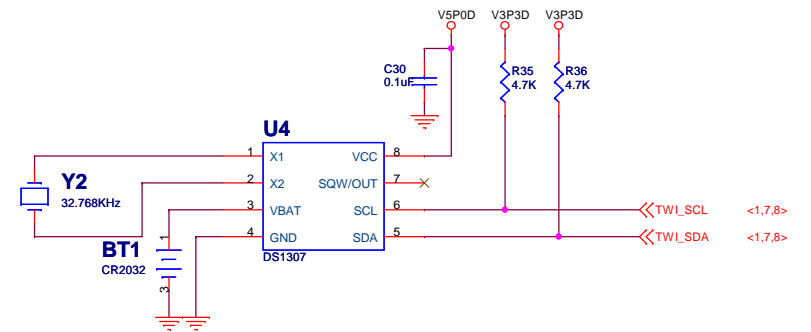 V5P0D V3P3D V3P3D
C30
0.1uF
R35
4.7K
R36
4.7K
U4
1 X1 VCC 8
2 X2 SQW/OUT 7
3 VBAT SCL 6
4 GND SDA 5
DS1307
Y2
32.768KHz
BT1
CR2032
1
3
TWI_SCL <1,7,8>
TWI_SDA <1,7,8>